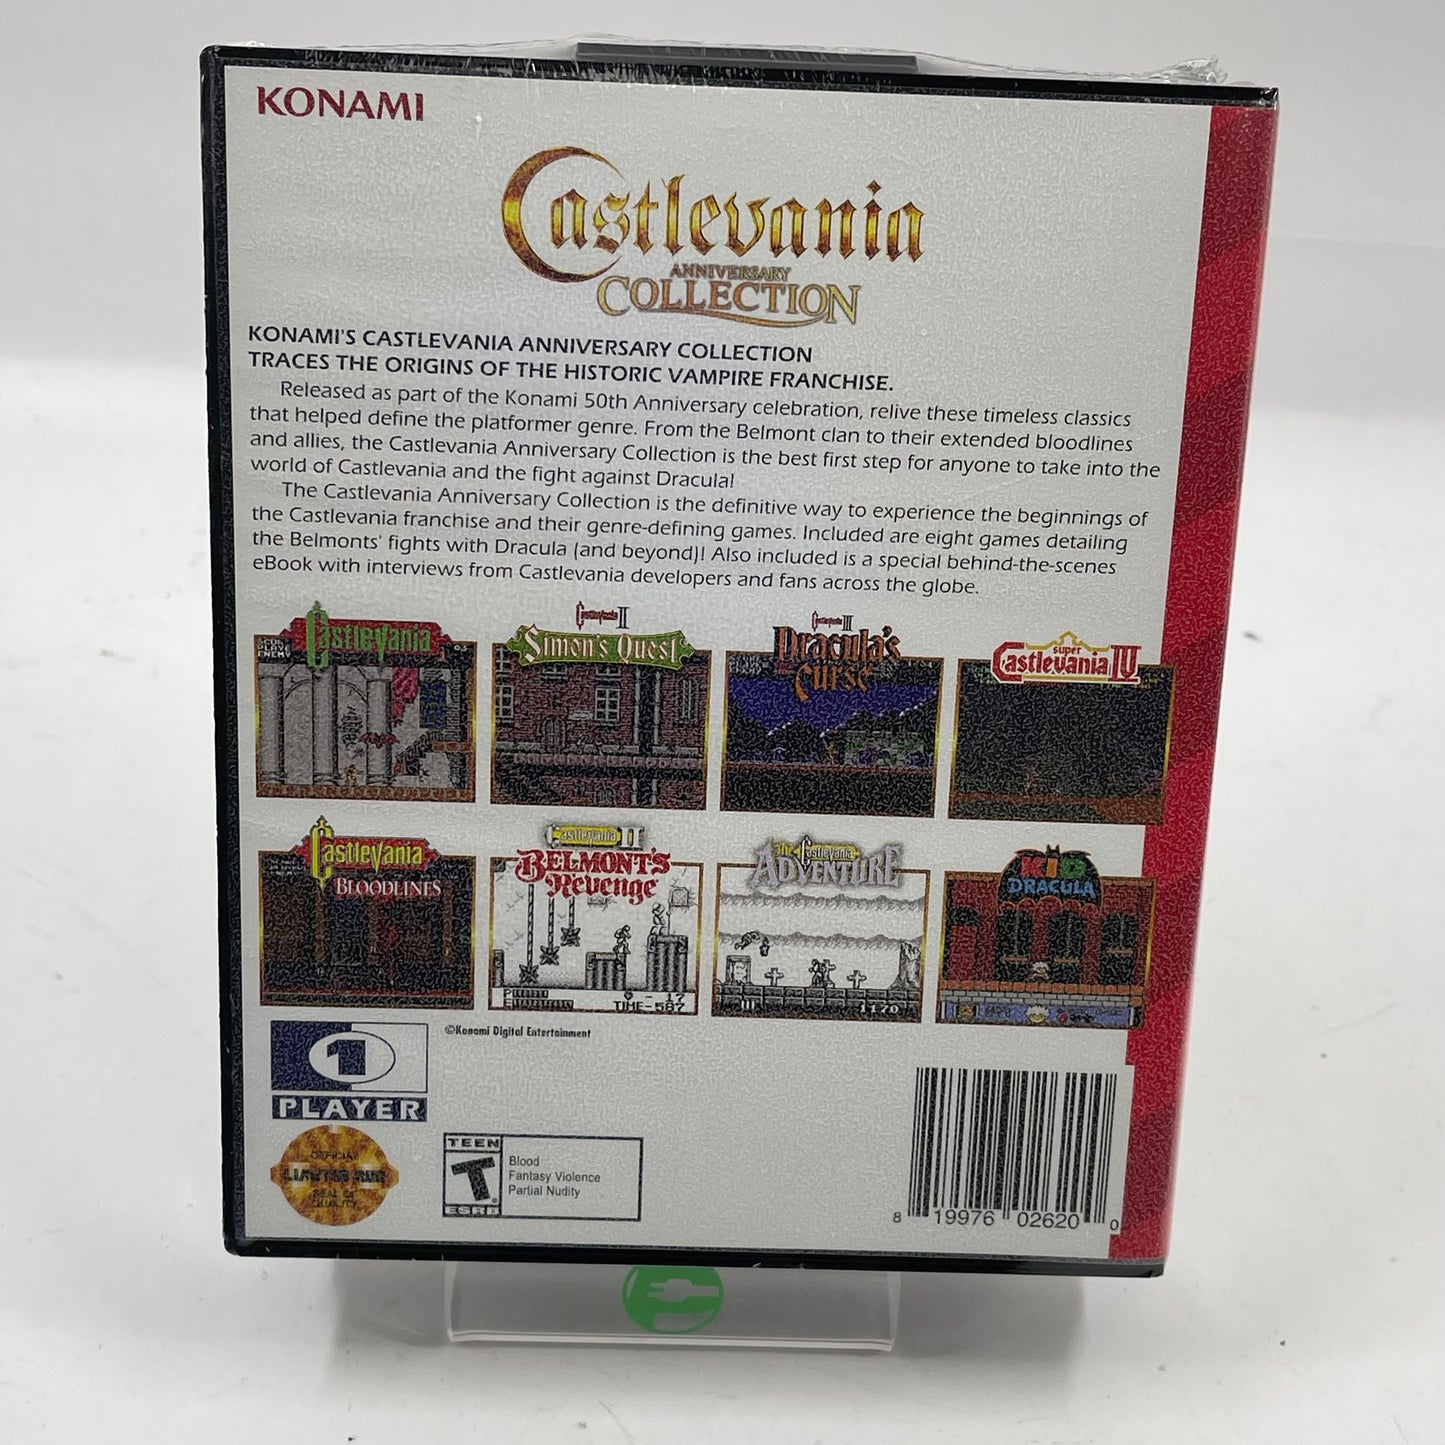 KONAMI
Castlevania
ANNIVERSARY
COLLECTION
KONAMI'S CASTLEVANIA ANNIVERSARY COLLECTION
TRACES THE ORIGINS OF THE HISTORIC VAMPIRE FRANCHISE.
Released as part of the Konami 50th Anniversary celebration, relive these timeless classics
that helped define the platformer genre. From the Belmont clan to their extended bloodlines
and allies, the Castlevania Anniversary Collection is the best first step for anyone to take into the
world of Castlevania and the fight against Dracula!
The Castlevania Anniversary Collection is the definitive way to experience the beginnings of
the Castlevania franchise and their genre-defining games. Included are eight games detailing
the Belmonts' fights with Dracula (and beyond)! Also included is a special behind-the-scenes
eBook with interviews from Castlevania developers and fans across the globe.
Castlevania
Castlevania II
Simon's Quest
Castlevania III
Dracula's
Curse
Super
Castlevania IV
Castlevania
BLOODLINES
Castlevania II
BELMONT'S
Revenge
TIME-587
The Castlevania
ADVENTURE
KID
DRACULA
©Konami Digital Entertainment
1
PLAYER
OFFICIAL
LIMITED RUN
SEAL OF
QUALITY
TEEN
T
ESRB
Blood
Fantasy Violence
Partial Nudity
8 19976 02620 0